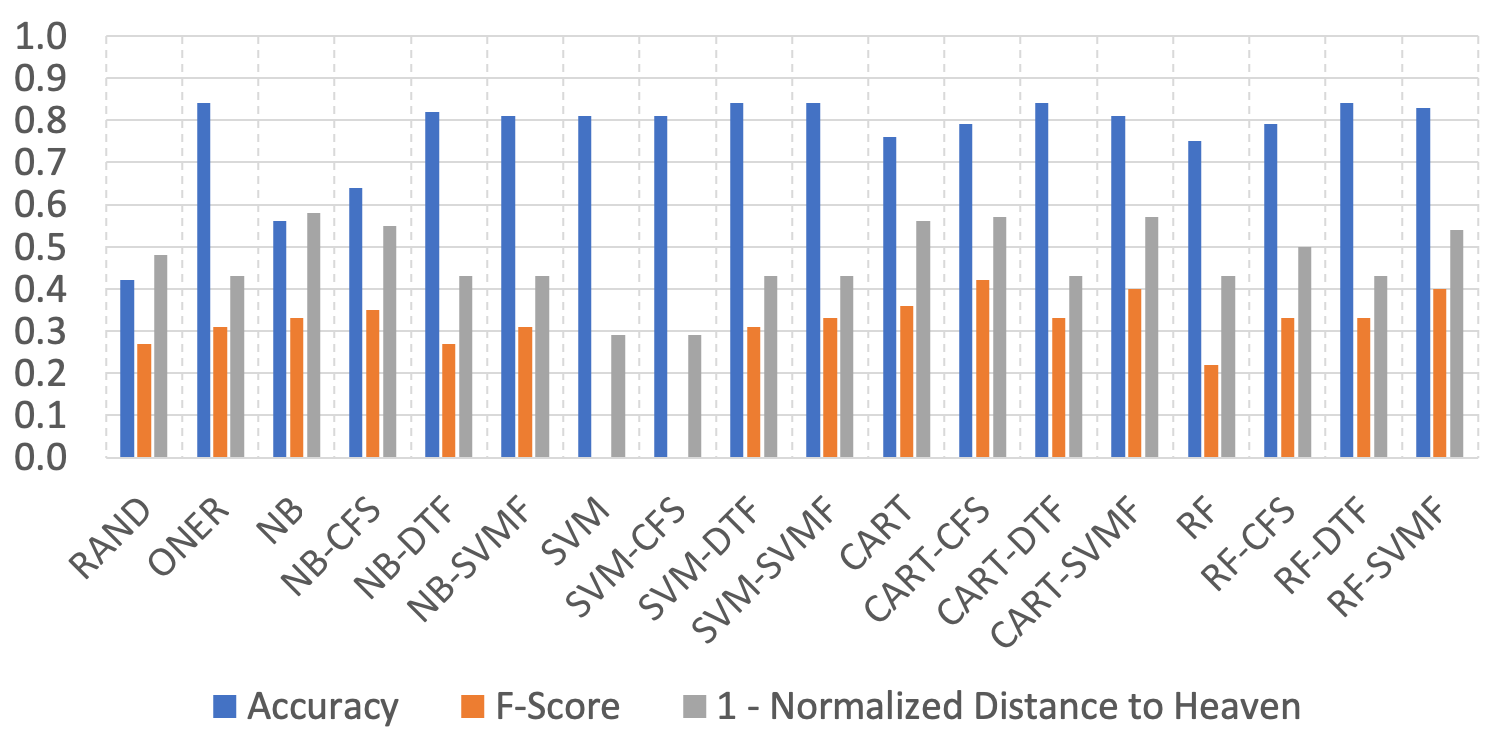 1.0
0.9
0.8
0.7
0.6
0.5
0.4
0.3
0.2
0.1
0.0
RAND
ONER
NB
NB-CFS
NB-DTF
NB-SVMF
SVM
SVM-CFS
SVM-DTF
SVM-SVMF
CART
CART-CFS
CART-DTF
CART-SVMF
RF
RF-CFS
RF-DTF
RF-SVMF
Accuracy F-Score 1 - Normalized Distance to Heaven